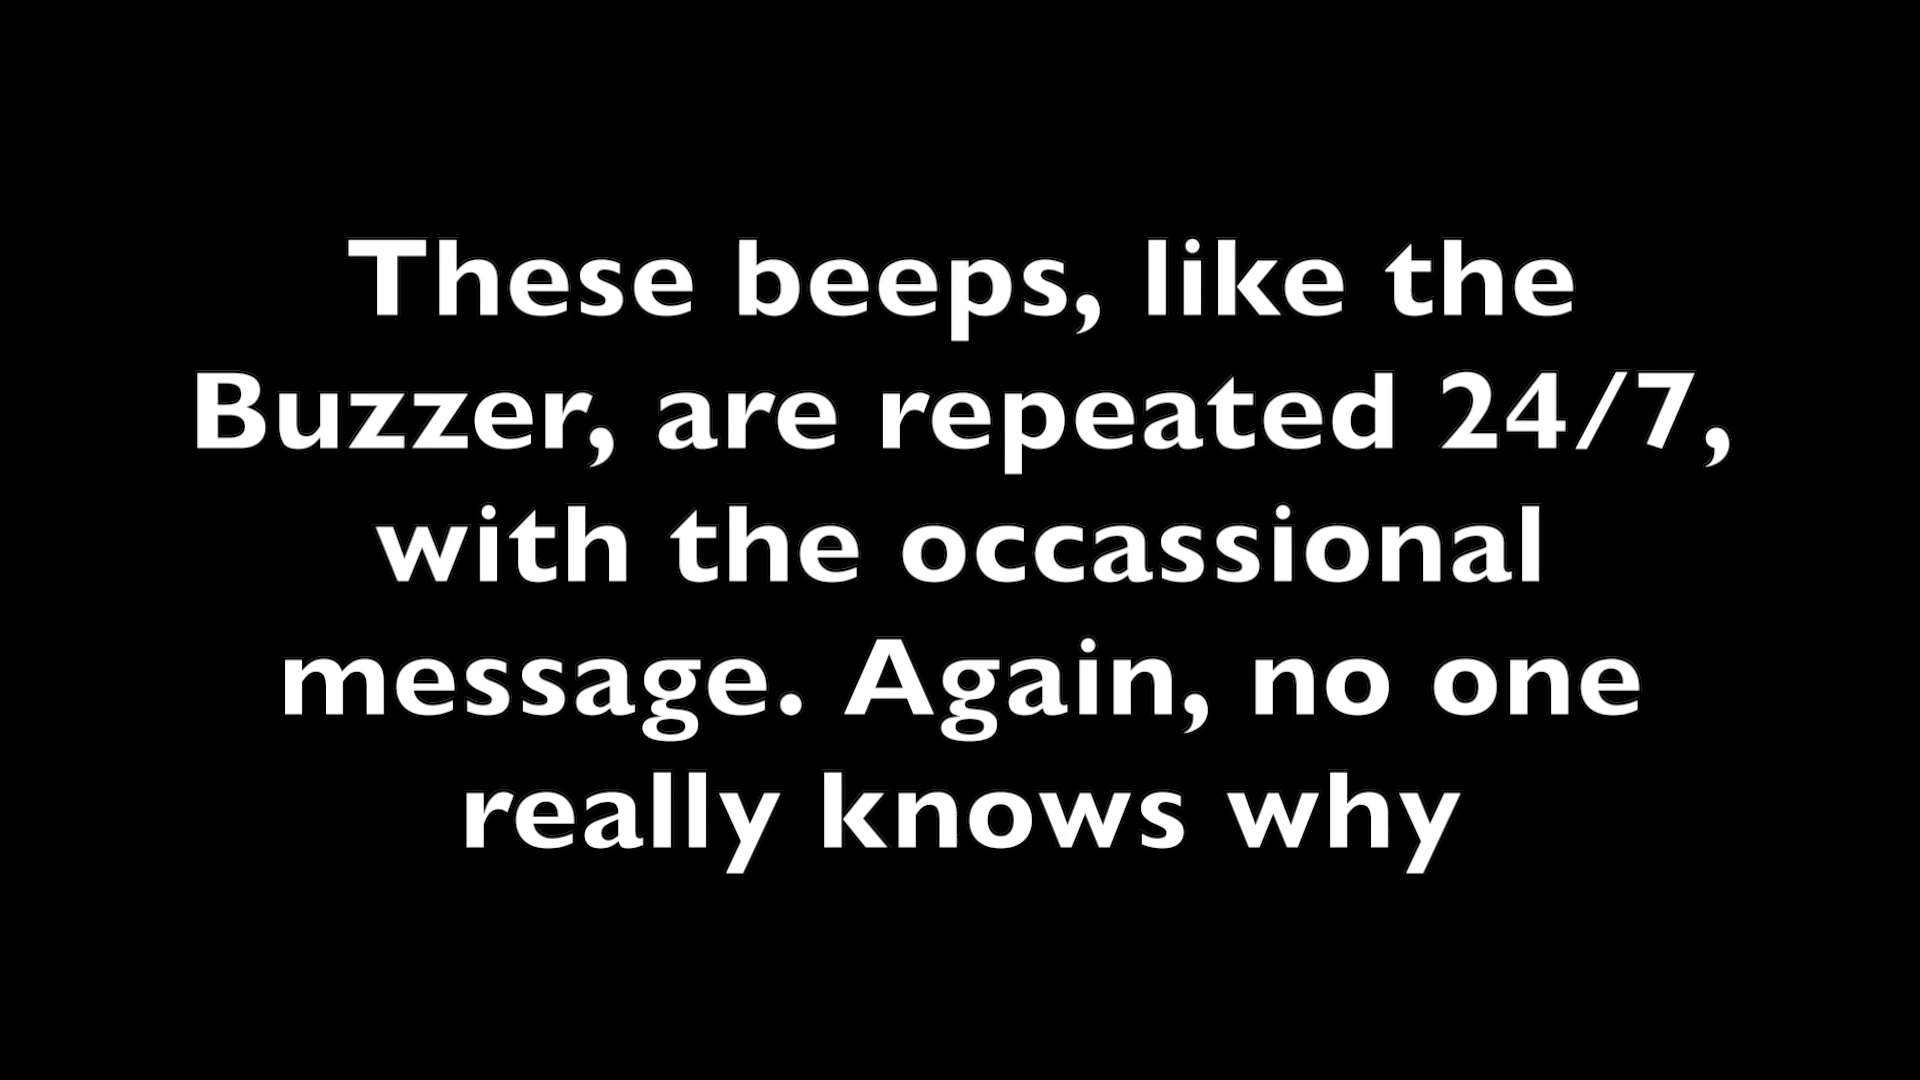 These beeps, like the
Buzzer, are repeated 24/7,
with the occassional
message. Again, no one
really knows why